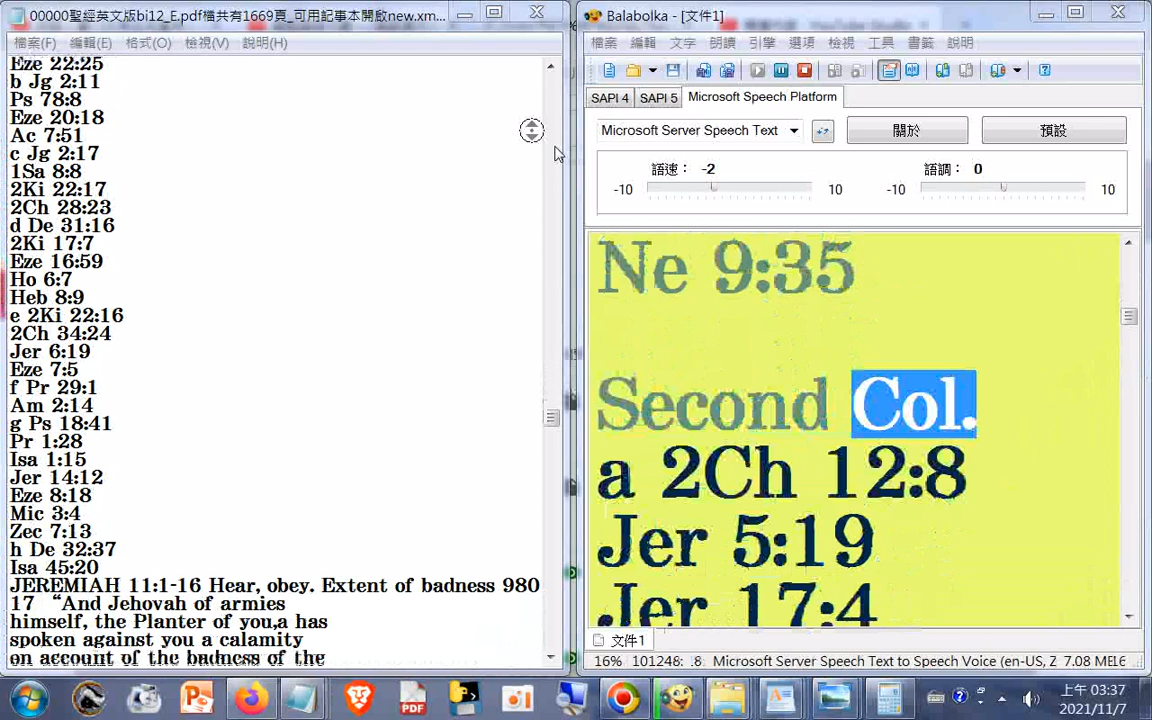 00000聖經英文版bi12_E.pdf檔共有1669頁_可用記事本開啟new.xm...
檔案(F) 編輯(E) 格式(O) 檢視(V) 說明(H)
Eze 22:25
b Jg 2:11
Ps 78:8
Eze 20:18
Ac 7:51
c Jg 2:17
1Sa 8:8
2Ki 22:17
2Ch 28:23
d De 31:16
2Ki 17:7
Eze 16:59
Ho 6:7
Heb 8:9
e 2Ki 22:16
2Ch 34:24
Jer 6:19
Eze 7:5
f Pr 29:1
Am 2:14
g Ps 18:41
Pr 1:28
Isa 1:15
Jer 14:12
Eze 8:18
Mic 3:4
Zec 7:13
h De 32:37
Isa 45:20
JEREMIAH 11:1-16 Hear, obey. Extent of badness 980
17 “And Jehovah of armies
himself, the Planter of you,a has
spoken against you a calamity
on account of the badness of the
Balabolka - [文件1]
檔案 編輯 文字 朗讀 引擎 選項 檢視 工具 書籤 說明
SAPI 4 SAPI 5 Microsoft Speech Platform
Microsoft Server Speech Text 關於 預設
語速： -2 語調： 0
-10 10 -10 10
Ne 9:35
Second Col.
a 2Ch 12:8
Jer 5:19
Jer 17:4
文件1
16% 101248: .8 Microsoft Server Speech Text to Speech Voice (en-US, Z 7.08 МБ
上午 03:37
2021/11/7